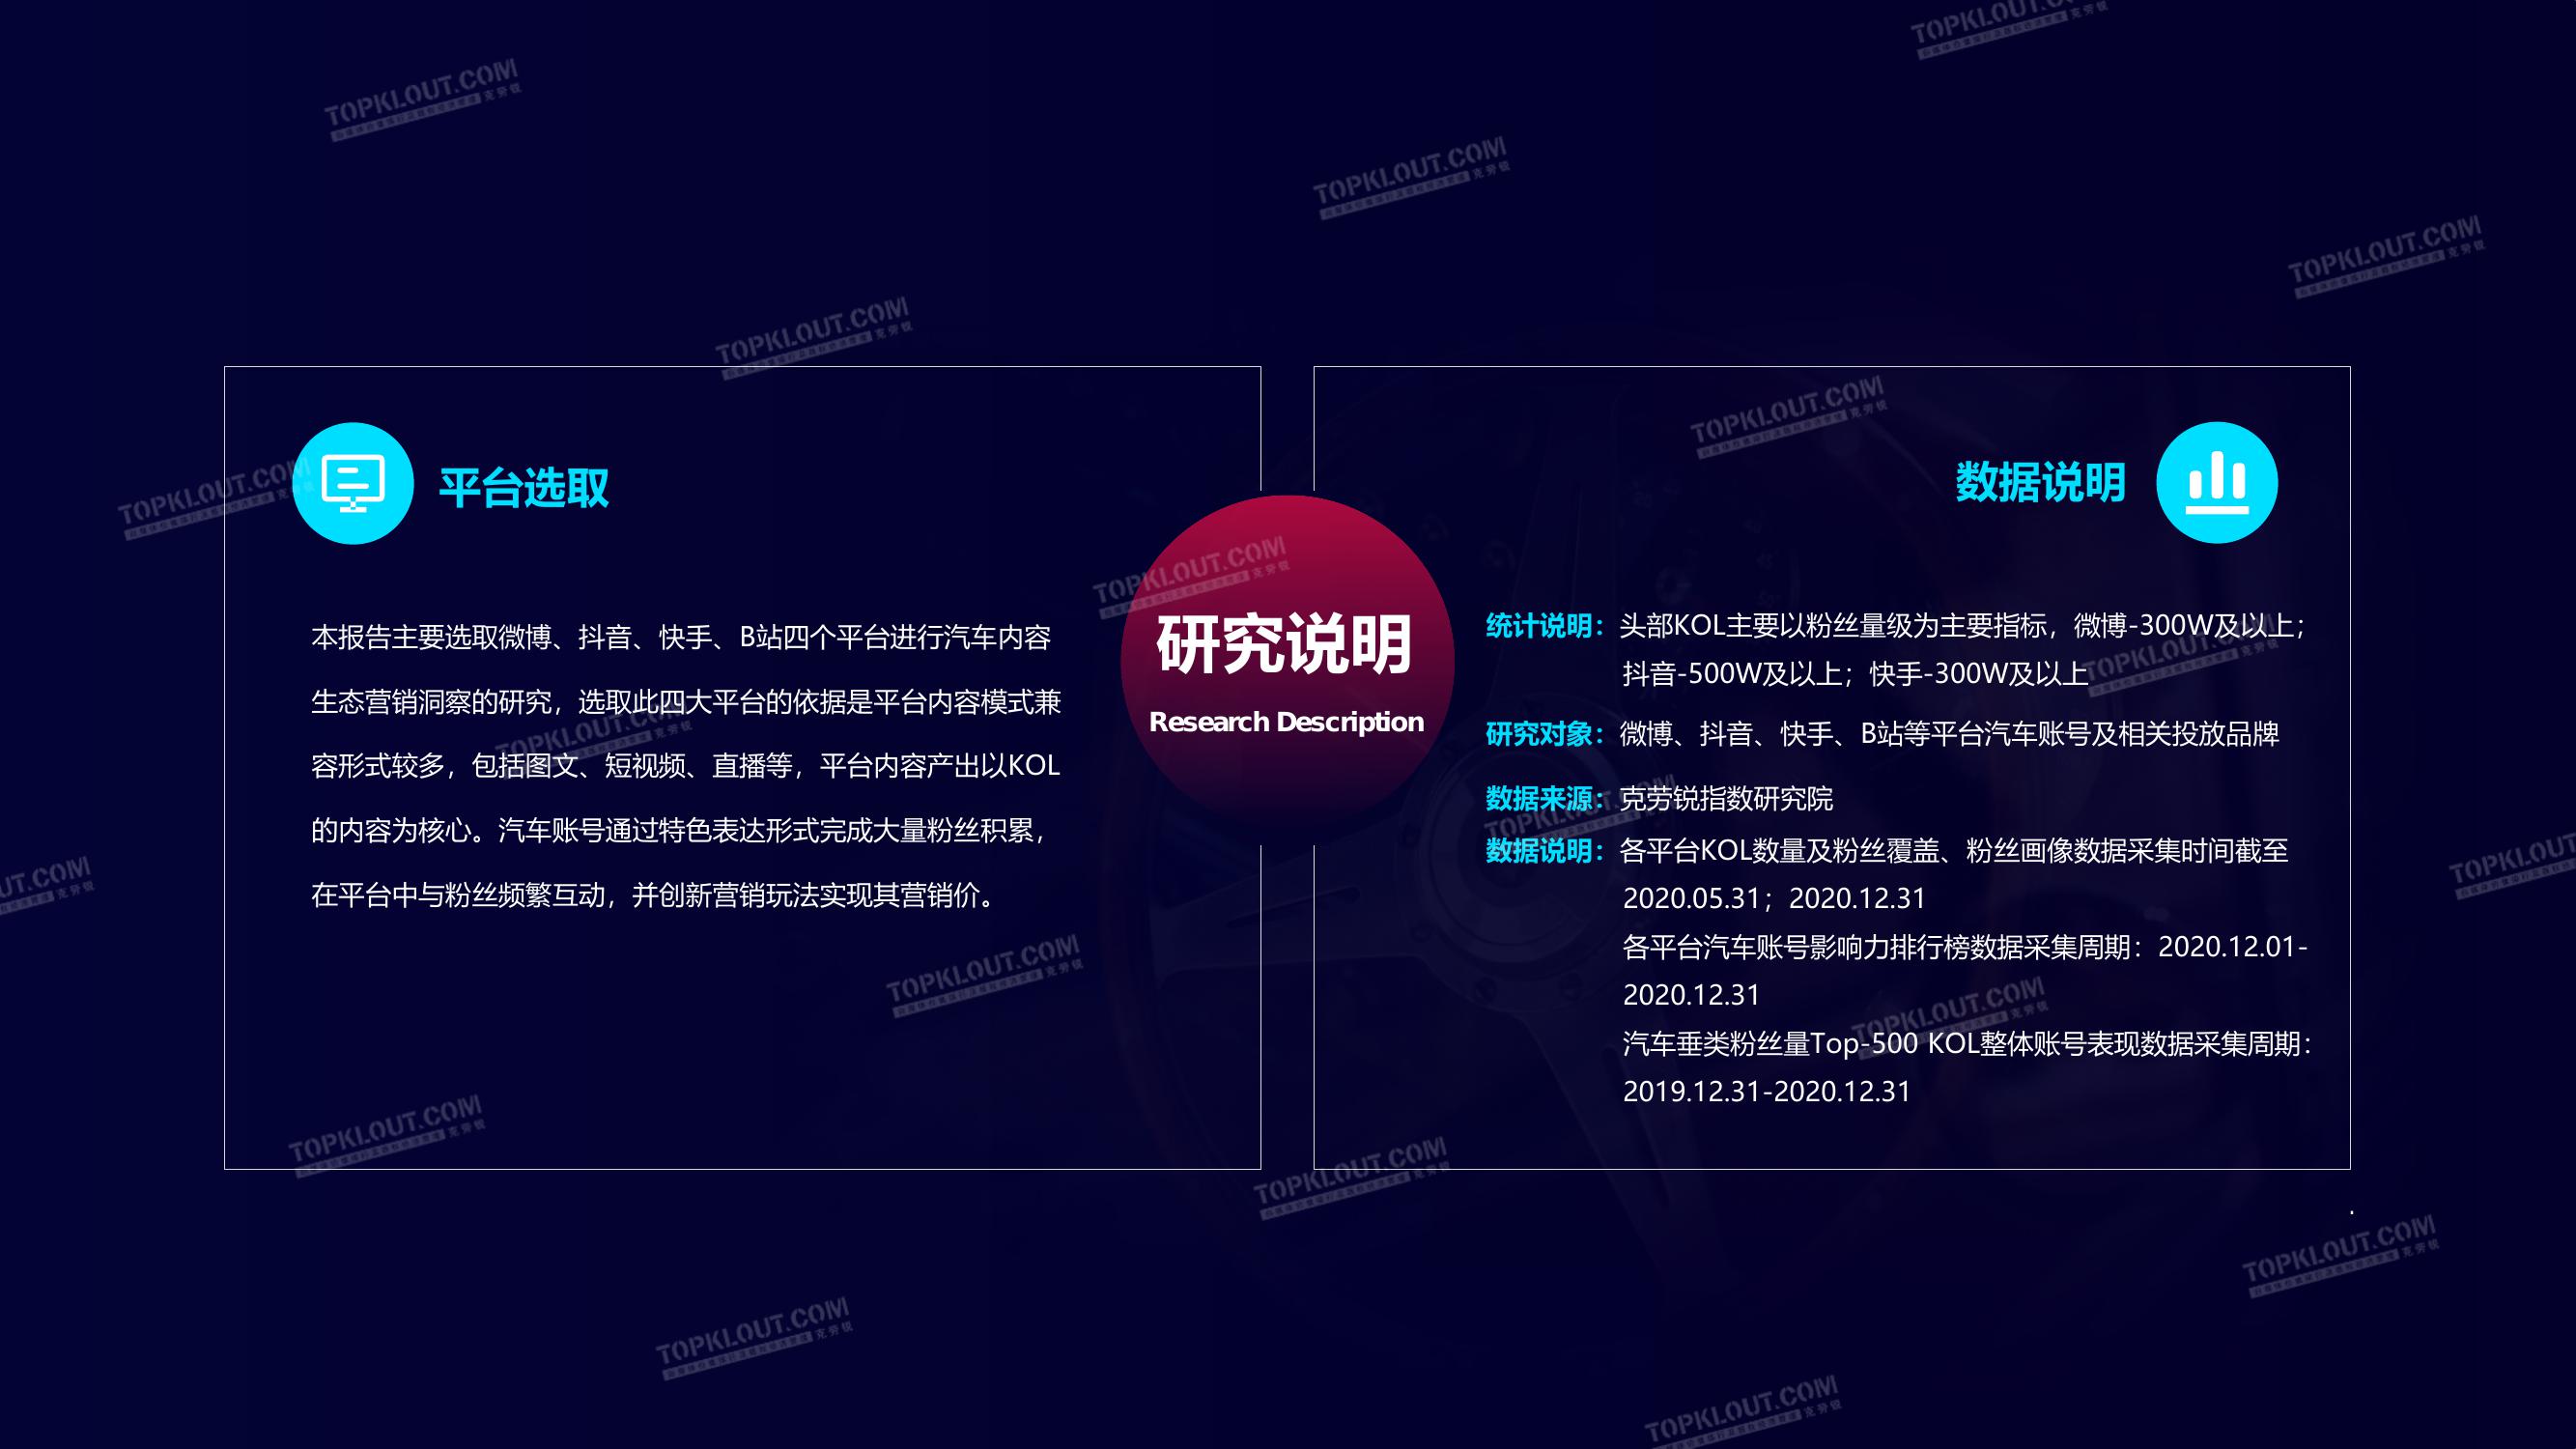 平台选取
本报告主要选取微博、抖音、快手、B站四个平台进行汽车内容
生态营销洞察的研究，选取此四大平台的依据是平台内容模式兼
容形式较多，包括图文、短视频、直播等，平台内容产出以KOL
的内容为核心。汽车账号通过特色表达形式完成大量粉丝积累，
在平台中与粉丝频繁互动，并创新营销玩法实现其营销价。
研究说明
Research Description
数据说明
统计说明：头部KOL主要以粉丝量级为主要指标，微博-300W及以上；
抖音-500W及以上；快手-300W及以上
研究对象：微博、抖音、快手、B站等平台汽车账号及相关投放品牌
数据来源：克劳锐指数研究院
数据说明：各平台KOL数量及粉丝覆盖、粉丝画像数据采集时间截至
2020.05.31；2020.12.31
各平台汽车账号影响力排行榜数据采集周期：2020.12.01-
2020.12.31
汽车垂类粉丝量Top-500 KOL整体账号表现数据采集周期：
2019.12.31-2020.12.31
TOPKLOUT.COM
克劳锐